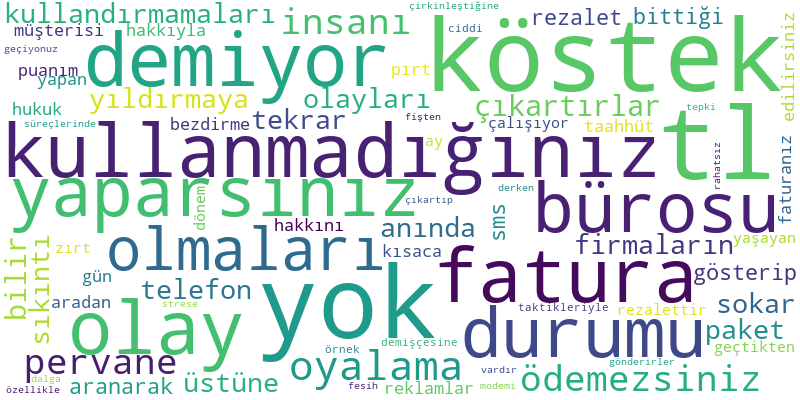 kullandırmamaları insanı rezalet bittiği
müşterisi hakkıyla ciddi çirkinleştiğine
geçiyonuz demiyor köstek edilirsiniz
puanım yapan pırt
yıldırmaya olayları çıkartırlar tepki
hukuk süreçlerinde bezdirme tekrar fişten çalışıyor taahhüt
kullanmadığınız tl
ay rahatsız
yaparsınız derken bürosu faturanız
dönem çıkartıp
hakkını anında sms
olmaları kısaca firmaların yaşayan
bilir sıkıntı zırt
gün telefon yok fatura gösterip
aradan olay strese taktikleriyle rezalettir sokar
durumu paket
demişçesine geçtikten
pervane örnek oyalama gönderirler
dalga vardır ödemezsiniz
özellikle aranarak üstüne fesih reklamlar modemi